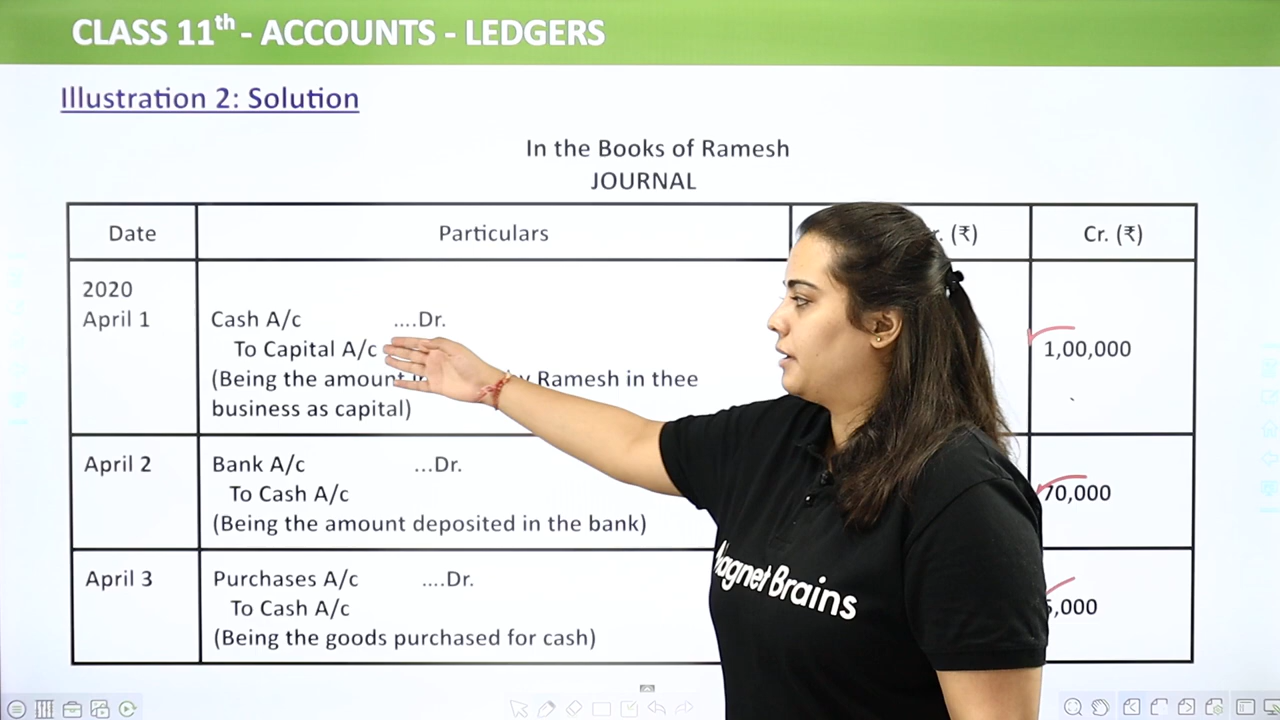 CLASS 11th - ACCOUNTS - LEDGERS
Illustration 2: Solution
In the Books of Ramesh
JOURNAL
Date Particulars (₹) Cr. (₹)
2020
April 1 Cash A/c ....Dr.
To Capital A/c 1,00,000
(Being the amount Ramesh in thee
business as capital)
April 2 Bank A/c ...Dr.
To Cash A/c 70,000
(Being the amount deposited in the bank)
April 3 Purchases A/c ....Dr.
To Cash A/c 5,000
(Being the goods purchased for cash)
Magnet Brains